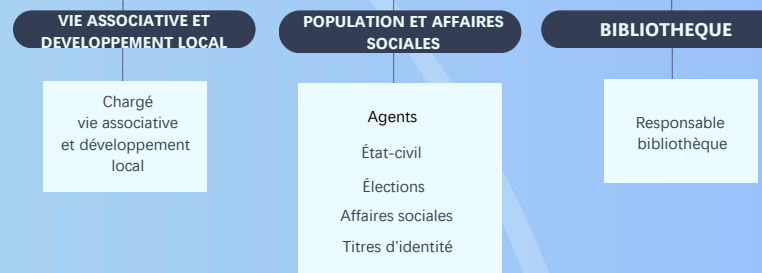 VIE ASSOCIATIVE ET
DEVELOPPEMENT LOCAL
Chargé
vie associative
et développement
local
POPULATION ET AFFAIRES
SOCIALES
Agents
État-civil
Élections
Affaires sociales
Titres d'identité
BIBLIOTHEQUE
Responsable
bibliothèque